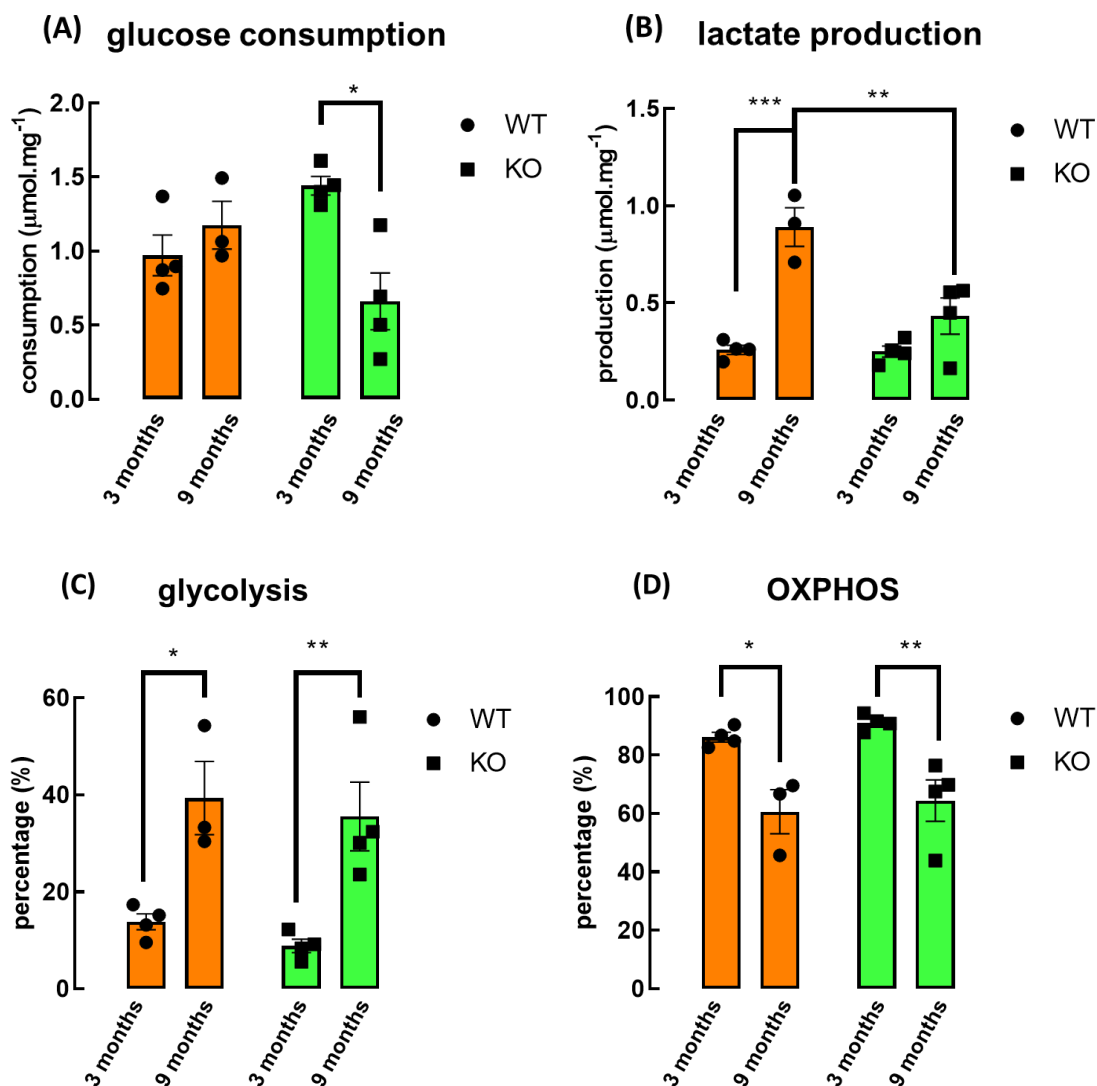 (A) glucose consumption
consumption (μmol.mg⁻¹)
2.0
1.5
1.0
0.5
0.0
*
WT
KO
3 months
9 months
3 months
9 months
(B) lactate production
production (μmol.mg⁻¹)
1.5
1.0
0.5
0.0
***
**
WT
KO
3 months
9 months
3 months
9 months
(C) glycolysis
percentage (%)
60
40
20
0
*
**
WT
KO
3 months
9 months
3 months
9 months
(D) OXPHOS
percentage (%)
100
80
60
40
20
0
*
**
WT
KO
3 months
9 months
3 months
9 months